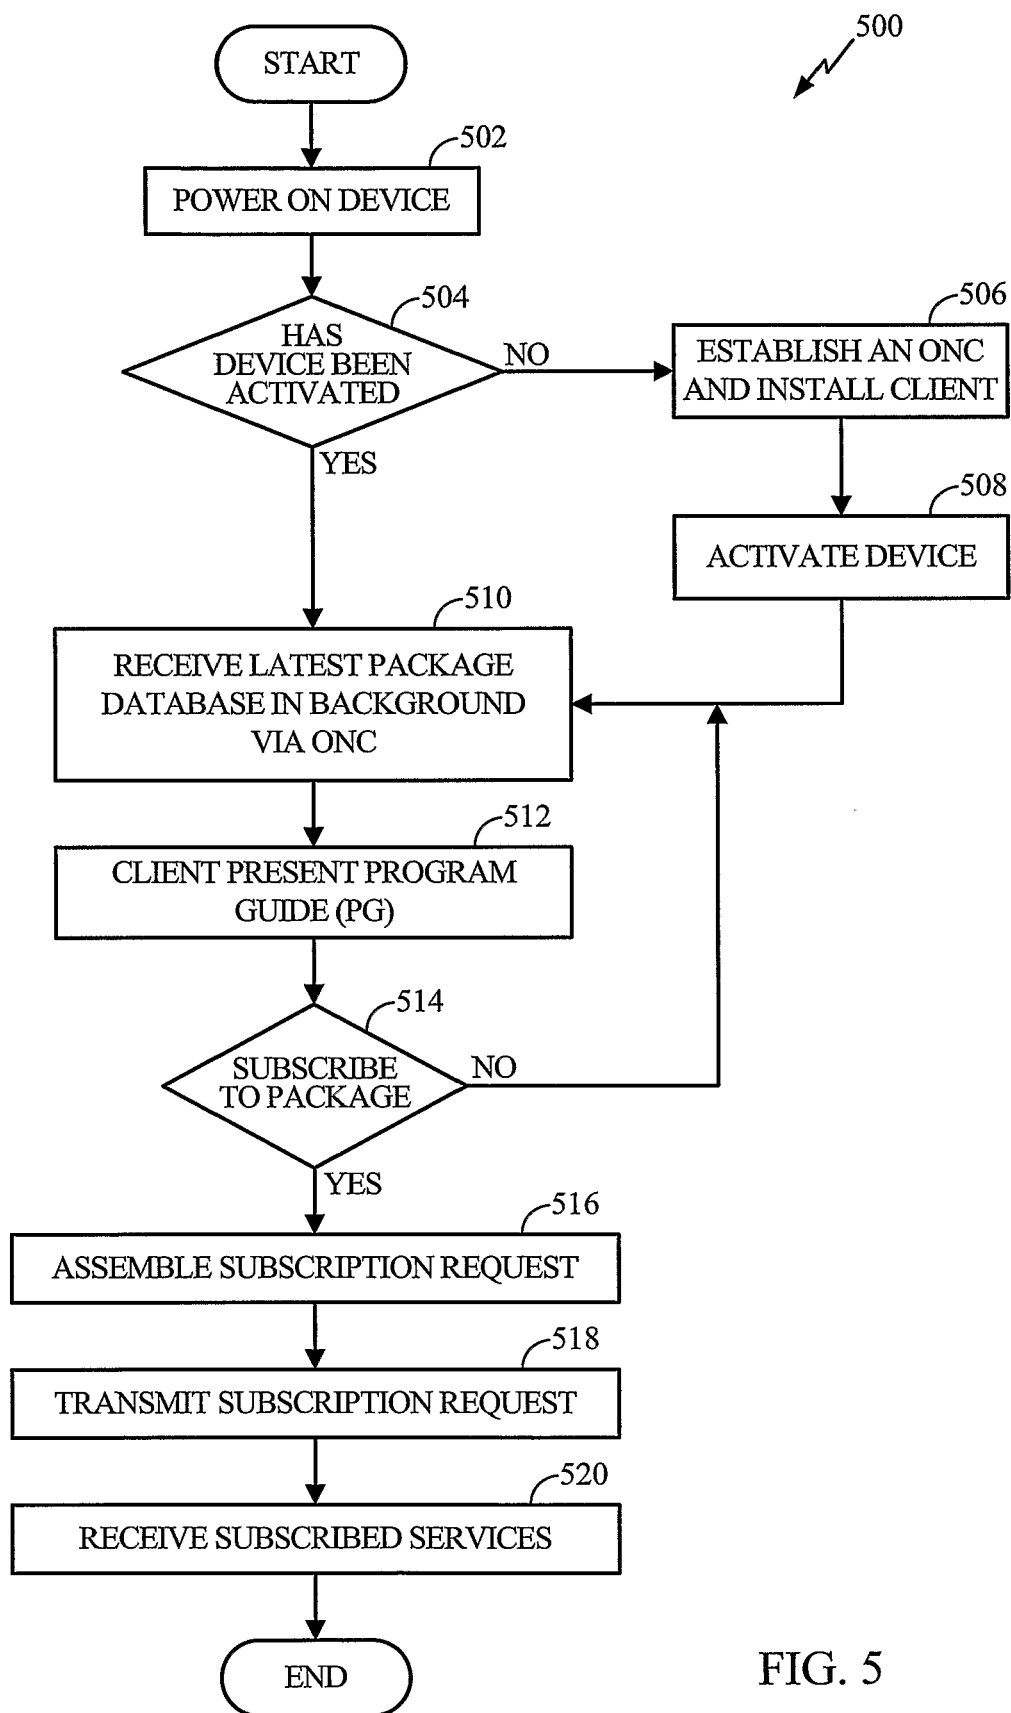 500
START
502
POWER ON DEVICE
504
HAS
DEVICE BEEN
ACTIVATED
NO
YES
506
ESTABLISH AN ONC
AND INSTALL CLIENT
508
ACTIVATE DEVICE
510
RECEIVE LATEST PACKAGE
DATABASE IN BACKGROUND
VIA ONC
512
CLIENT PRESENT PROGRAM
GUIDE (PG)
514
SUBSCRIBE
TO PACKAGE
NO
YES
516
ASSEMBLE SUBSCRIPTION REQUEST
518
TRANSMIT SUBSCRIPTION REQUEST
520
RECEIVE SUBSCRIBED SERVICES
END
FIG. 5